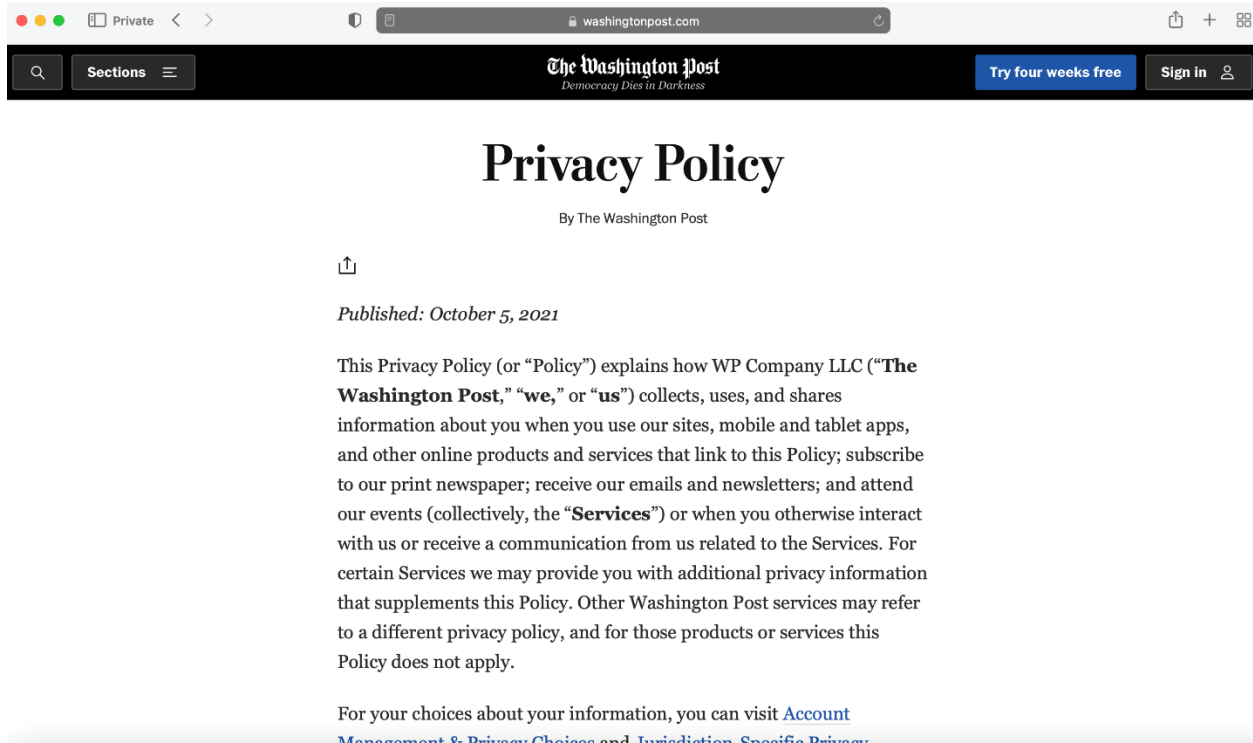 Private
washingtonpost.com
Sections
The Washington Post
Democracy Dies in Darkness
Try four weeks free
Sign in
Privacy Policy
By The Washington Post
Published: October 5, 2021
This Privacy Policy (or “Policy”) explains how WP Company LLC (“The
Washington Post,” “we,” or “us”) collects, uses, and shares
information about you when you use our sites, mobile and tablet apps,
and other online products and services that link to this Policy; subscribe
to our print newspaper; receive our emails and newsletters; and attend
our events (collectively, the “Services”) or when you otherwise interact
with us or receive a communication from us related to the Services. For
certain Services we may provide you with additional privacy information
that supplements this Policy. Other Washington Post services may refer
to a different privacy policy, and for those products or services this
Policy does not apply.
For your choices about your information, you can visit Account
Management & Privacy Choices and Jurisdiction-Specific Privacy